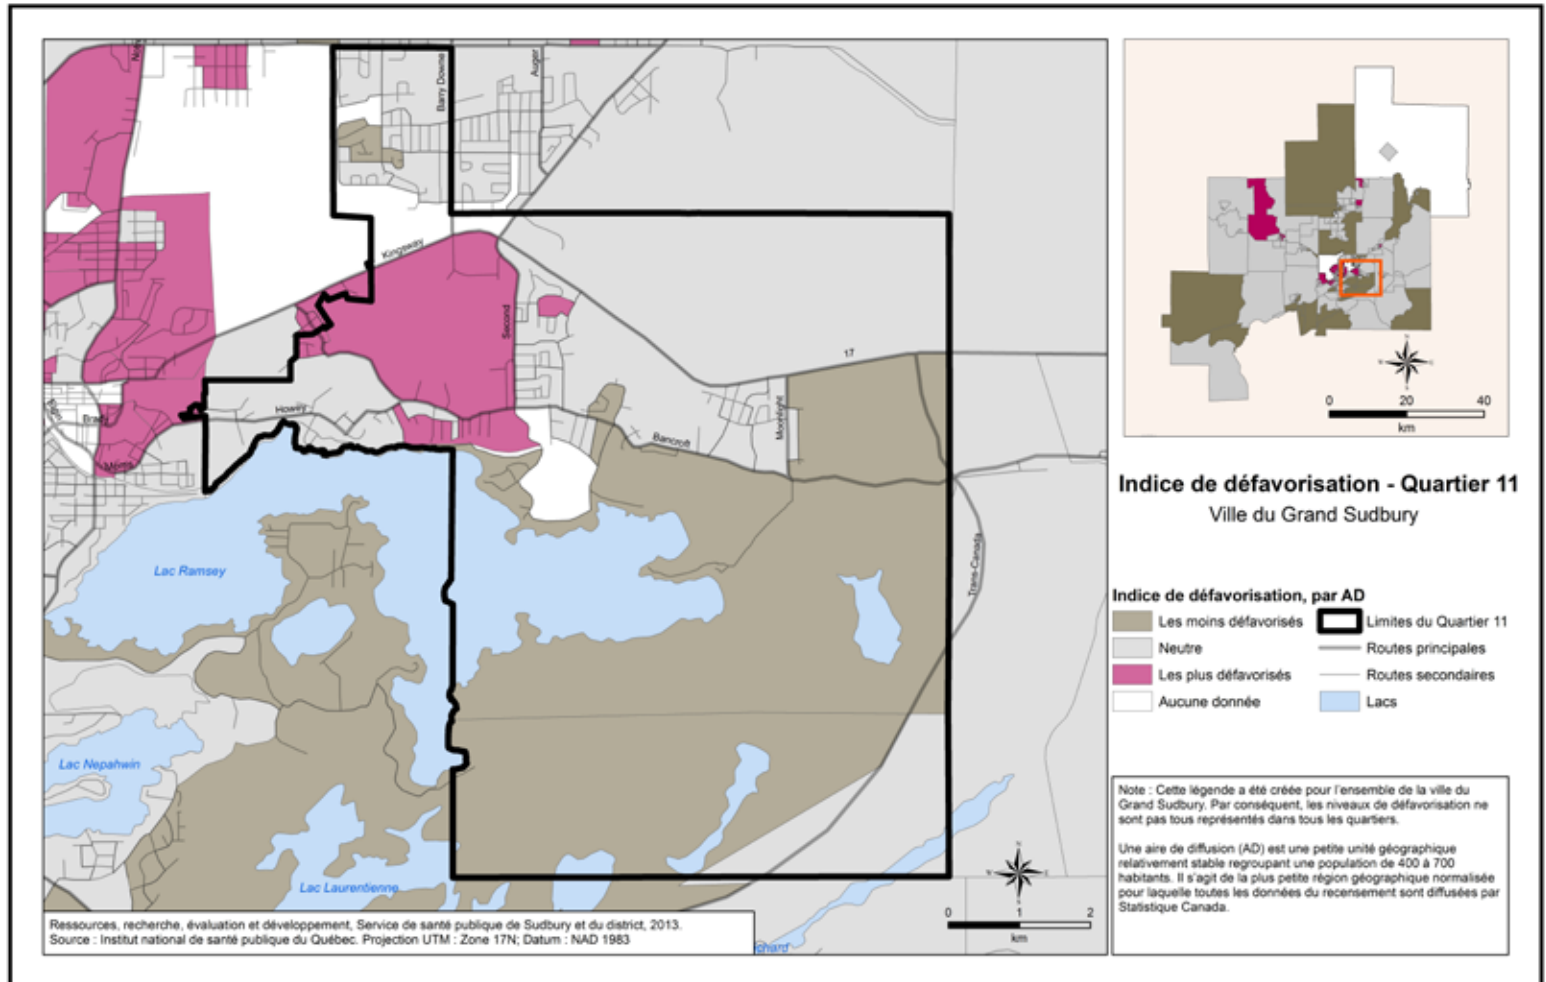 Barry Downe
Auger
Kingsway
Second
17
Howey
Bancroft
Moonlight
Elgin
Brady
Morris
Trans-Canada
Lac Ramsey
Lac Nepahwin
Lac Laurentienne
0 1 2
km
Ressources, recherche, évaluation et développement, Service de santé publique de Sudbury et du district, 2013.
Source : Institut national de santé publique du Québec. Projection UTM : Zone 17N; Datum : NAD 1983
0 20 40
km
Indice de défavorisation - Quartier 11
Ville du Grand Sudbury
Indice de défavorisation, par AD
Les moins défavorisés
Neutre
Les plus défavorisés
Aucune donnée
Limites du Quartier 11
Routes principales
Routes secondaires
Lacs
Note : Cette légende a été créée pour l'ensemble de la ville du
Grand Sudbury. Par conséquent, les niveaux de défavorisation ne
sont pas tous représentés dans tous les quartiers.
Une aire de diffusion (AD) est une petite unité géographique
relativement stable regroupant une population de 400 à 700
habitants. Il s'agit de la plus petite région géographique normalisée
pour laquelle toutes les données du recensement sont diffusées par
Statistique Canada.